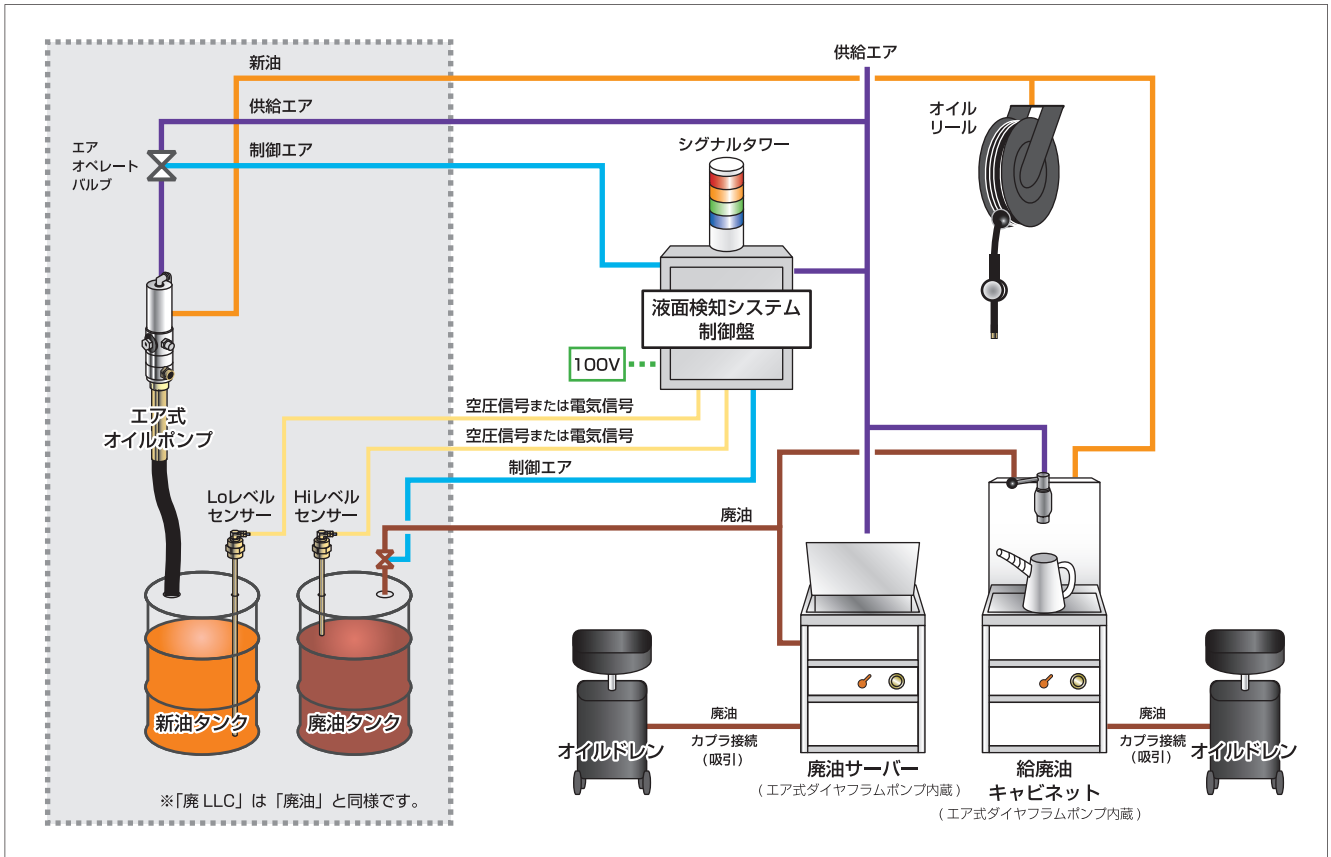 供給エア
新油
供給エア
制御エア
エア
オペレート
バルブ
シグナルタワー
オイル
リール
液面検知システム
制御盤
100V
エア式
オイルポンプ
空圧信号または電気信号
空圧信号または電気信号
制御エア
Loレベル
センサー
Hiレベル
センサー
廃油
新油タンク
廃油タンク
※「廃 LLC」は「廃油」と同様です。
オイルドレン
廃油
カプラ接続
(吸引)
廃油サーバー
( エア式ダイヤフラムポンプ内蔵 )
給廃油
キャビネット
( エア式ダイヤフラムポンプ内蔵 )
廃油
カプラ接続
(吸引)
オイルドレン